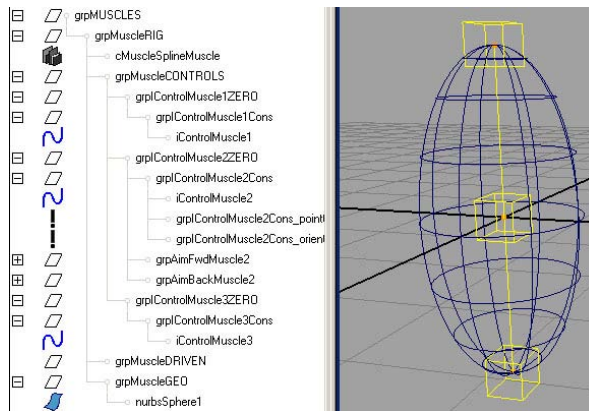 grpMUSCLES
grpMuscleRIG
cMuscleSplineMuscle
grpMuscleCONTROLS
grpIControlMuscle1ZERO
grpIControlMuscle1Cons
iControlMuscle1
grpIControlMuscle2ZERO
grpIControlMuscle2Cons
iControlMuscle2
grpIControlMuscle2Cons_point
grpIControlMuscle2Cons_orien
grpAimFwdMuscle2
grpAimBackMuscle2
grpIControlMuscle3ZERO
grpIControlMuscle3Cons
iControlMuscle3
grpMuscleDRIVEN
grpMuscleGEO
nurbsSphere1